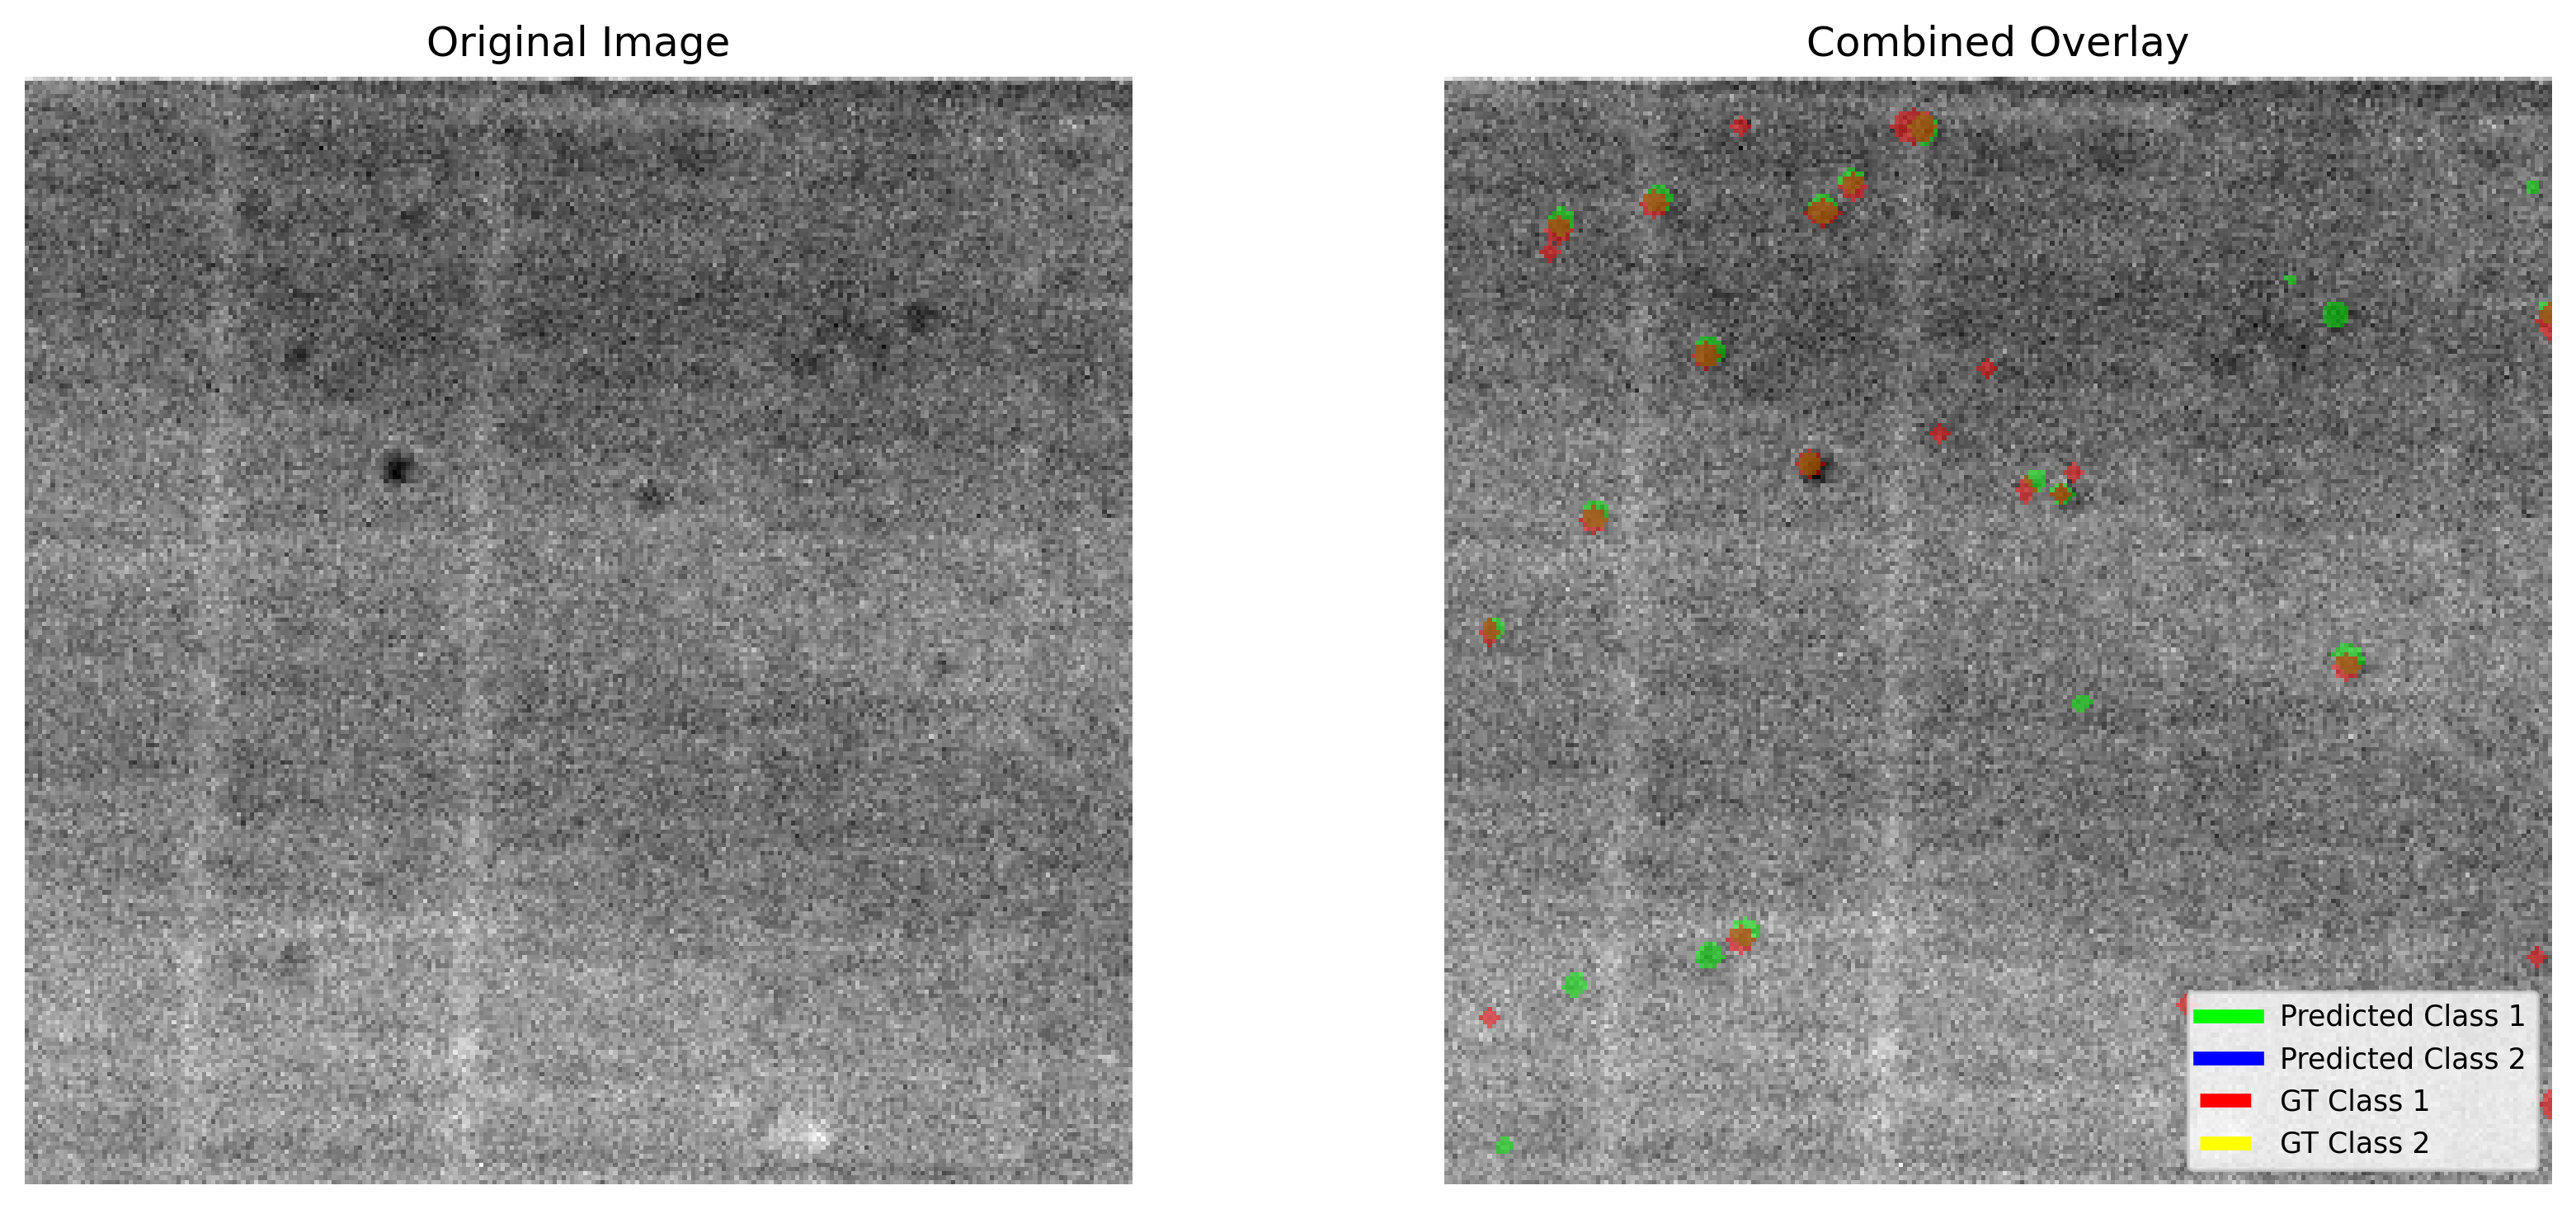 Original Image
Combined Overlay
Predicted Class 1
Predicted Class 2
GT Class 1
GT Class 2